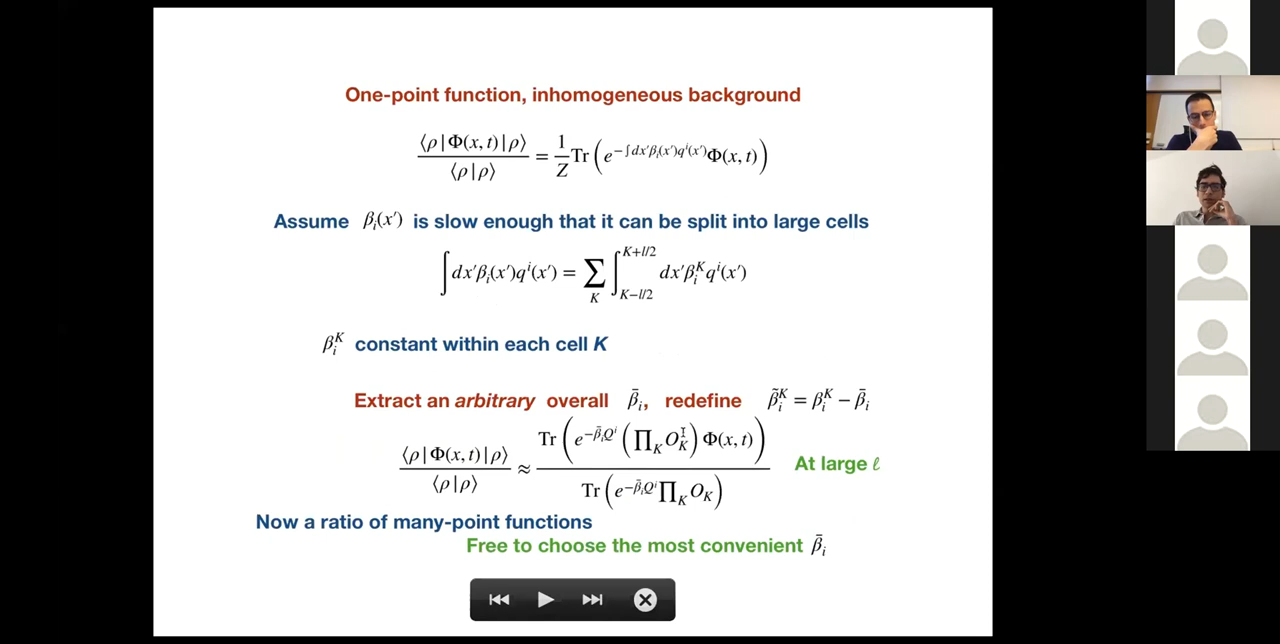 One-point function, inhomogeneous background
⟨ρ|Φ(x, t)|ρ⟩ / ⟨ρ|ρ⟩ = 1/Z Tr ( e^{−∫dx′β_i(x′)q^i(x′)} Φ(x, t) )
Assume β_i(x′) is slow enough that it can be split into large cells
∫ dx′β_i(x′)q^i(x′) = ∑_K ∫_{K−l/2}^{K+l/2} dx′β_i^K q^i(x′)
β_i^K constant within each cell K
Extract an arbitrary overall β̄_i, redefine β̃_i^K = β_i^K − β̄_i
⟨ρ|Φ(x, t)|ρ⟩ / ⟨ρ|ρ⟩ ≈ Tr ( e^{−β̄_i Q^i} ( ∏_K O_K ) Φ(x, t) ) / Tr ( e^{−β̄_i Q^i} ∏_K O_K )
At large ℓ
Now a ratio of many-point functions
Free to choose the most convenient β̄_i